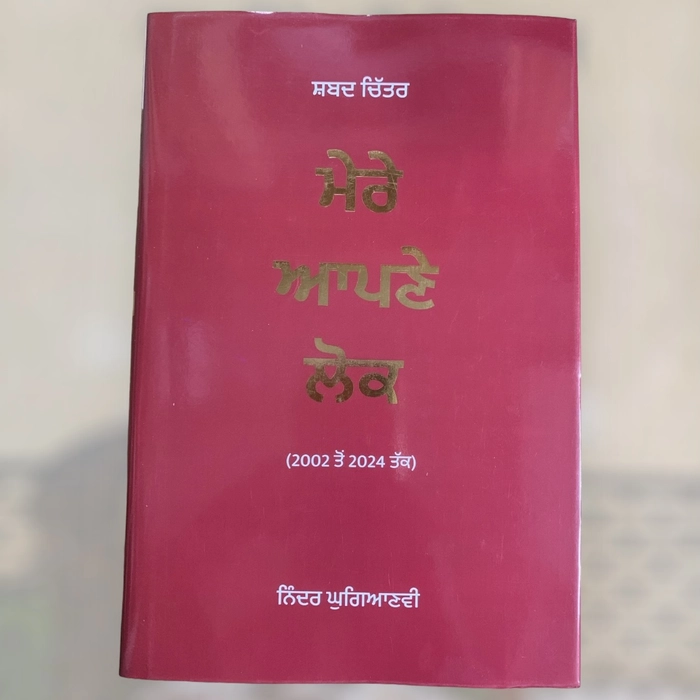 ਸ਼ਬਦ ਚਿੱਤਰ
ਮੇਰੇ
ਆਪਣੇ
ਲੋਕ
(2002 ਤੋਂ 2024 ਤੱਕ)
ਨਿੰਦਰ ਘੁਗਿਆਣਵੀ